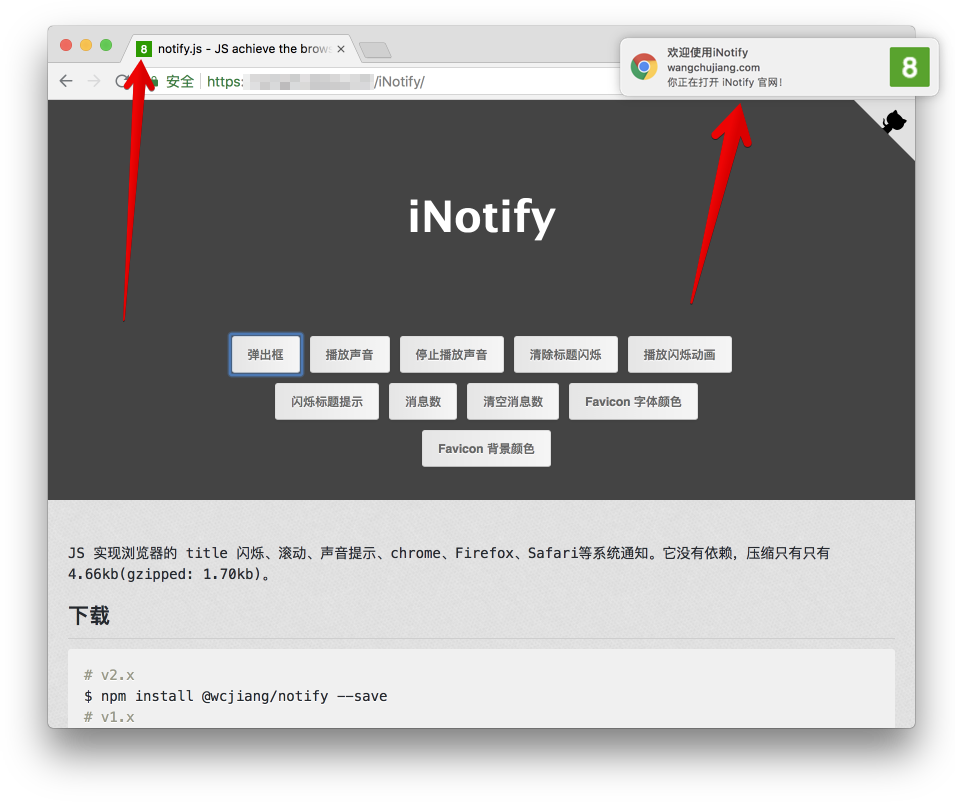 8 notify.js - JS achieve the brow
欢迎使用iNotify
wangchujiang.com
你正在打开 iNotify 官网！
8
安全 https: /iNotify/
iNotify
弹出框 播放声音 停止播放声音 清除标题闪烁 播放闪烁动画
闪烁标题提示 消息数 清空消息数 Favicon 字体颜色
Favicon 背景颜色
JS 实现浏览器的 title 闪烁、滚动、声音提示、chrome、Firefox、Safari等系统通知。它没有依赖，压缩只有只有
4.66kb(gzipped: 1.70kb)。
下载
# v2.x
$ npm install @wcjiang/notify --save
# v1.x